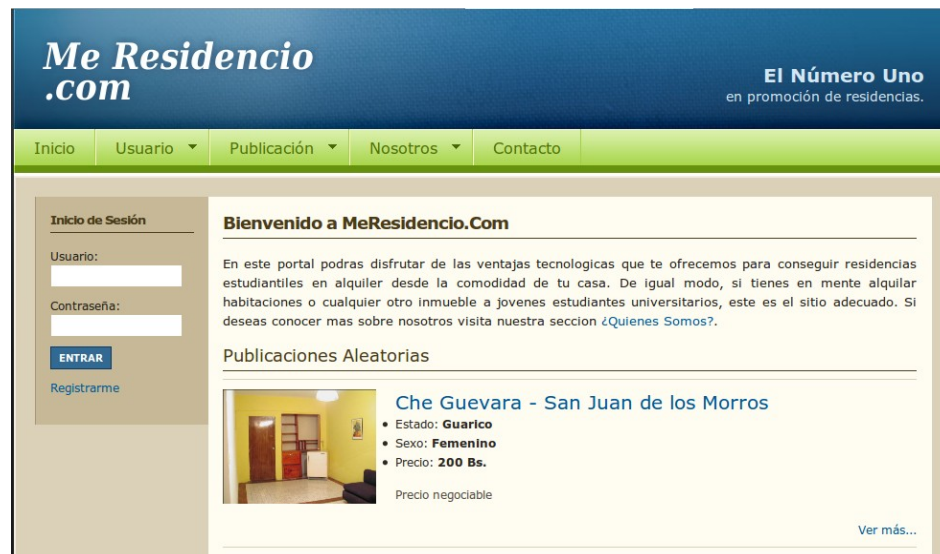 Me Residencio
.com
El Número Uno
en promoción de residencias.
Inicio
Usuario
Publicación
Nosotros
Contacto
Inicio de Sesión
Usuario:
Contraseña:
ENTRAR
Registrarme
Bienvenido a MeResidencio.Com
En este portal podras disfrutar de las ventajas tecnologicas que te ofrecemos para conseguir residencias
estudiantiles en alquiler desde la comodidad de tu casa. De igual modo, si tienes en mente alquilar
habitaciones o cualquier otro inmueble a jovenes estudiantes universitarios, este es el sitio adecuado. Si
deseas conocer mas sobre nosotros visita nuestra seccion ¿Quienes Somos?.
Publicaciones Aleatorias
Che Guevara - San Juan de los Morros
• Estado: Guarico
• Sexo: Femenino
• Precio: 200 Bs.
Precio negociable
Ver más...